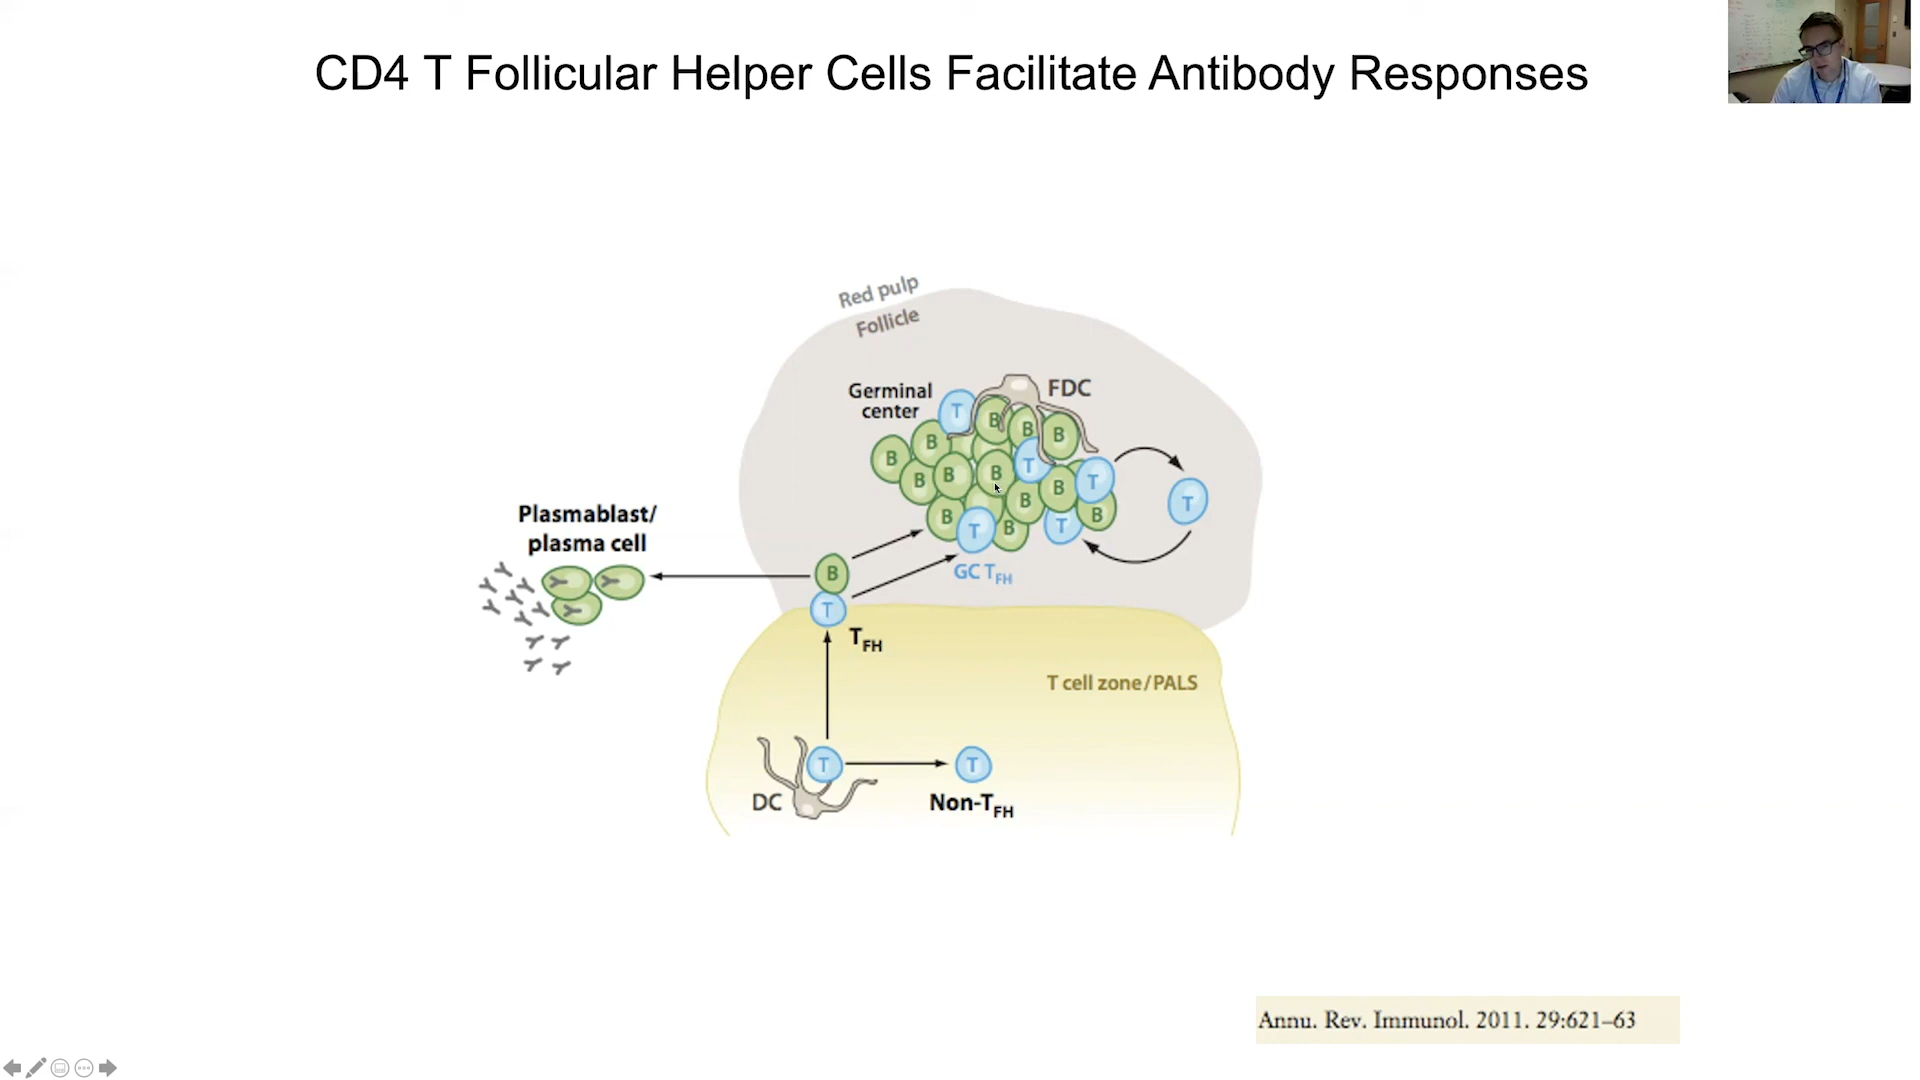 CD4 T Follicular Helper Cells Facilitate Antibody Responses
Red pulp
Follicle
Germinal
center
FDC
T
B
B
B
B
B
T
B
B
B
T
B
B
T
B
B
T
B
T
T
B
GC T_FH
Plasmablast/
plasma cell
B
T
T_FH
T cell zone/PALS
T
T
DC
Non-T_FH
Annu. Rev. Immunol. 2011. 29:621–63